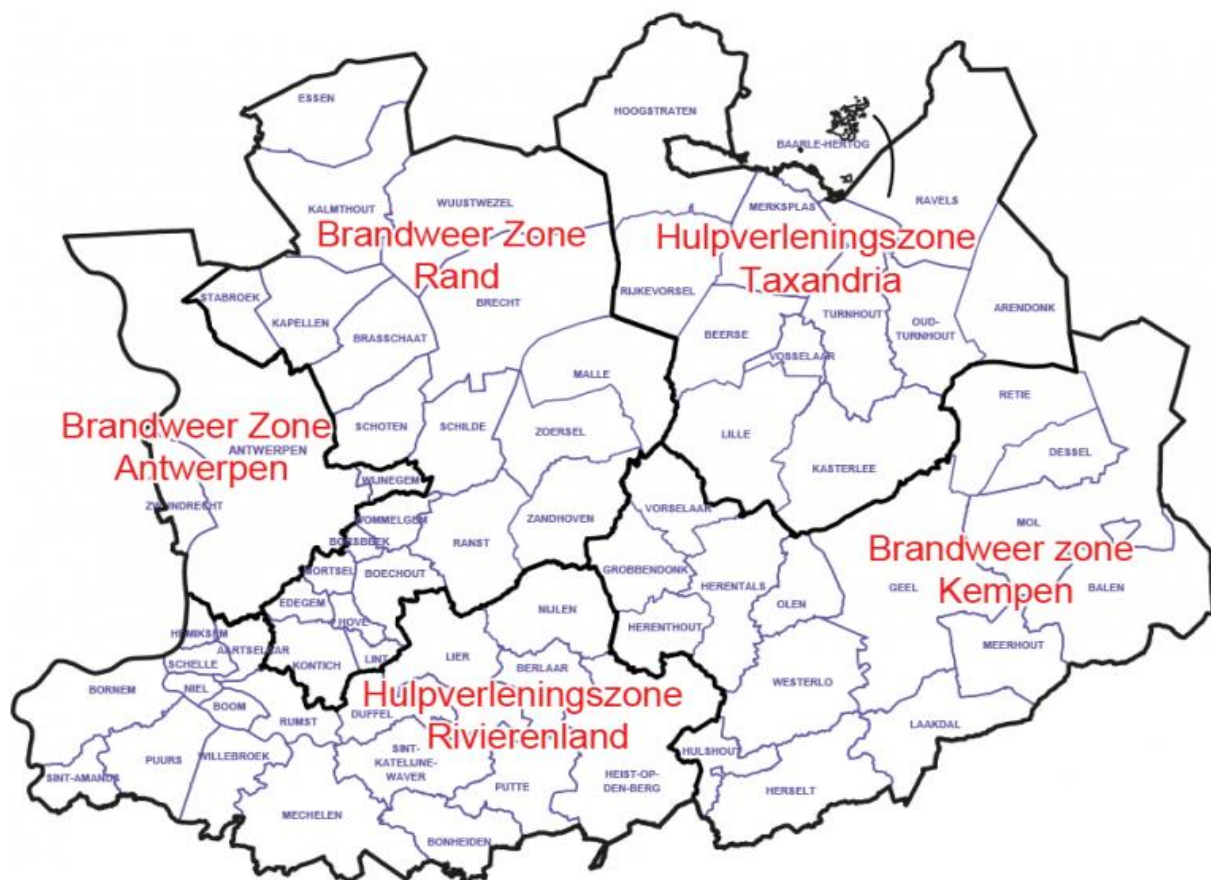 ESSEN
HOOGSTRATEN
BAARLE-HERTOG
KALMTHOUT
WUUSTWEZEL
MERKSPLAS
RAVELS
Brandweer Zone
Rand
Hulpverleningszone
Taxandria
STABROEK
KAPELLEN
BRECHT
RIJKEVORSEL
TURNHOUT
OUD-
TURNHOUT
ARENDONK
BRASSCHAAT
BEERSE
VOSSELAAR
MALLE
RETIE
SCHOTEN
SCHILDE
ZOERSEL
LILLE
KASTERLEE
DESSEL
Brandweer Zone
Antwerpen
ANTWERPEN
ZWIJNDRECHT
WIJNEGEM
WOMMELGEM
BORSBEEK
RANST
ZANDHOVEN
VORSELAAR
MOL
Brandweer zone
Kempen
MORTSEL
BOECHOUT
GROBBENDONK
HERENTALS
OLEN
GEEL
BALEN
EDEGEM
HOVE
NIJLEN
HERENTHOUT
MEERHOUT
HEMIKSEM
AARTSELAAR
SCHELLE
KONTICH
LINT
LIER
BERLAAR
WESTERLO
BORNEM
NIEL
BOOM
RUMST
DUFFEL
Hulpverleningszone
Rivierenland
LAAKDAL
SINT-AMANDS
PUURS
WILLEBROEK
SINT-
KATELIJNE-
WAVER
PUTTE
HEIST-OP-
DEN-BERG
HULSHOUT
HERSELT
MECHELEN
BONHEIDEN